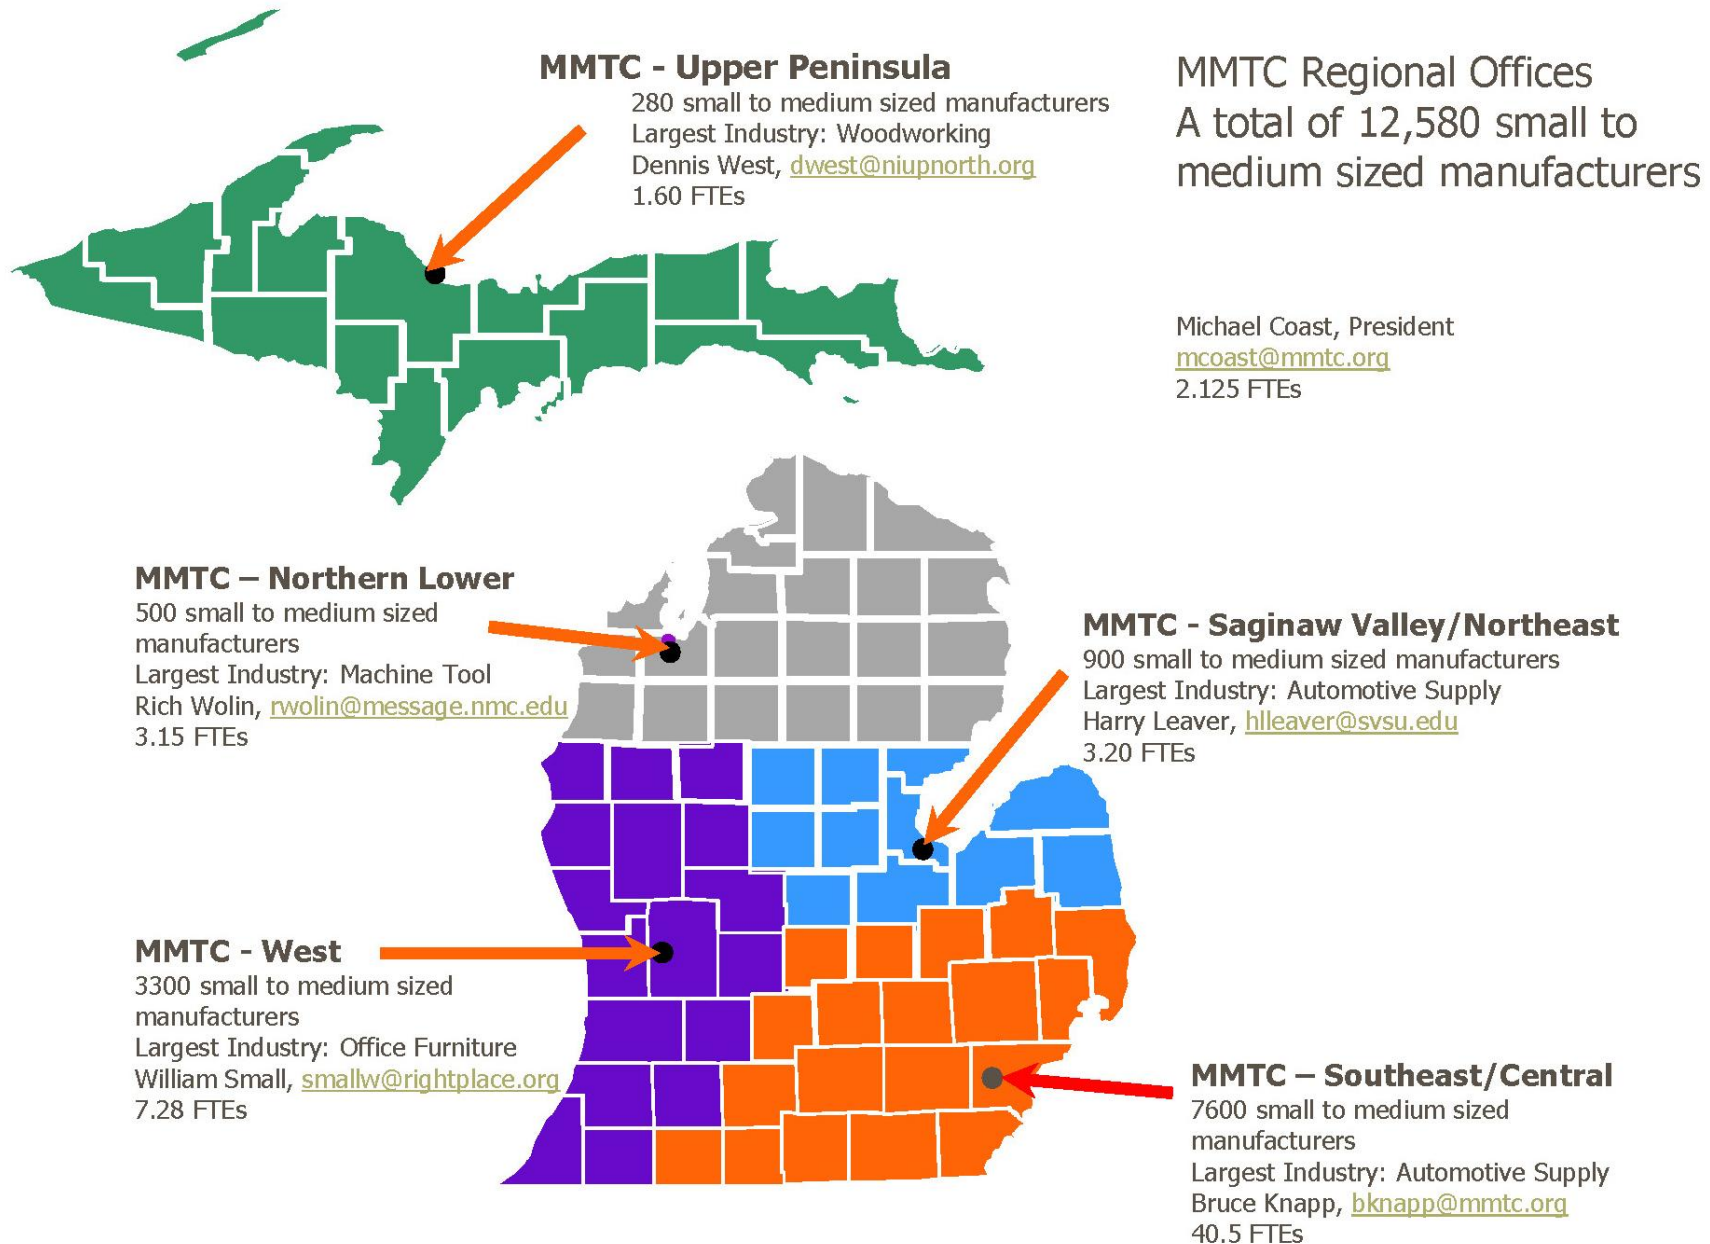 MMTC - Upper Peninsula
280 small to medium sized manufacturers
Largest Industry: Woodworking
Dennis West, dwest@niupnorth.org
1.60 FTEs
MMTC Regional Offices
A total of 12,580 small to
medium sized manufacturers
Michael Coast, President
mcoast@mmtc.org
2.125 FTEs
MMTC – Northern Lower
500 small to medium sized
manufacturers
Largest Industry: Machine Tool
Rich Wolin, rwolin@message.nmc.edu
3.15 FTEs
MMTC - Saginaw Valley/Northeast
900 small to medium sized manufacturers
Largest Industry: Automotive Supply
Harry Leaver, hlleaver@svsu.edu
3.20 FTEs
MMTC - West
3300 small to medium sized
manufacturers
Largest Industry: Office Furniture
William Small, smallw@rightplace.org
7.28 FTEs
MMTC – Southeast/Central
7600 small to medium sized
manufacturers
Largest Industry: Automotive Supply
Bruce Knapp, bknapp@mmtc.org
40.5 FTEs